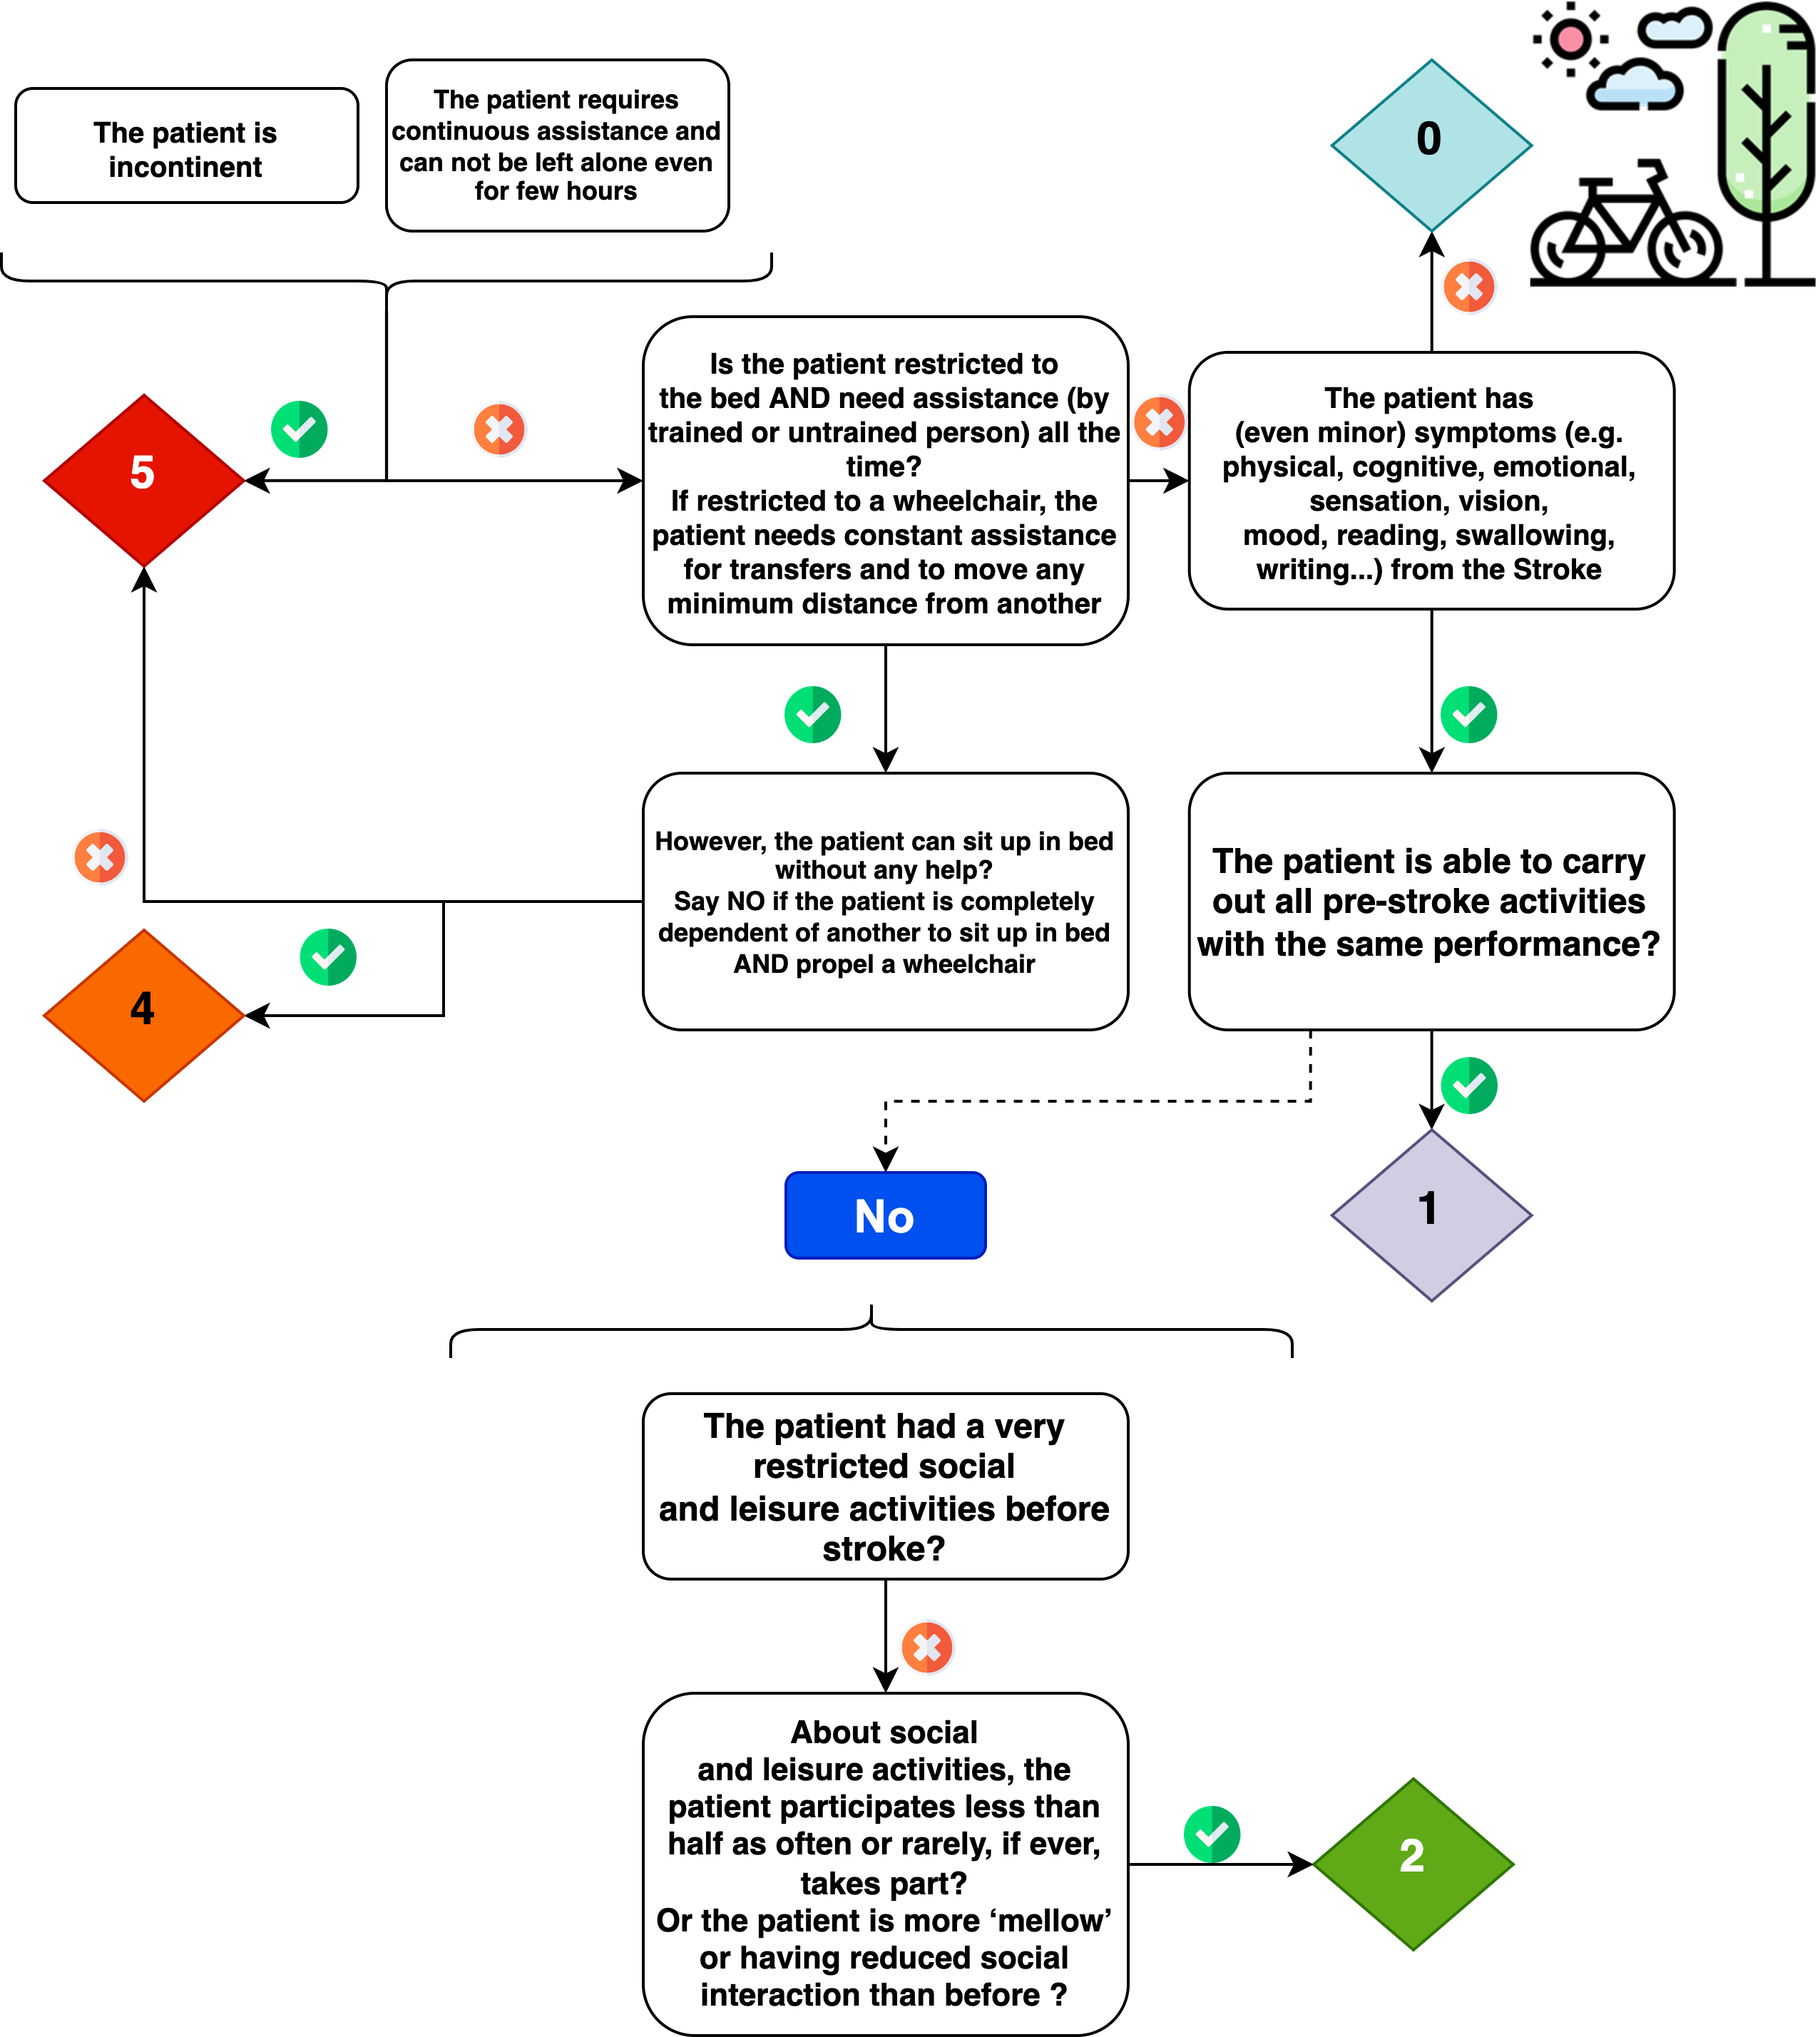 The patient is
incontinent
The patient requires
continuous assistance and
can not be left alone even
for few hours
0
5
Is the patient restricted to
the bed AND need assistance (by
trained or untrained person) all the
time?
If restricted to a wheelchair, the
patient needs constant assistance
for transfers and to move any
minimum distance from another
The patient has
(even minor) symptoms (e.g.
physical, cognitive, emotional,
sensation, vision,
mood, reading, swallowing,
writing...) from the Stroke
However, the patient can sit up in bed
without any help?
Say NO if the patient is completely
dependent of another to sit up in bed
AND propel a wheelchair
The patient is able to carry
out all pre-stroke activities
with the same performance?
4
No
1
The patient had a very
restricted social
and leisure activities before
stroke?
About social
and leisure activities, the
patient participates less than
half as often or rarely, if ever,
takes part?
Or the patient is more ‘mellow’
or having reduced social
interaction than before ?
2